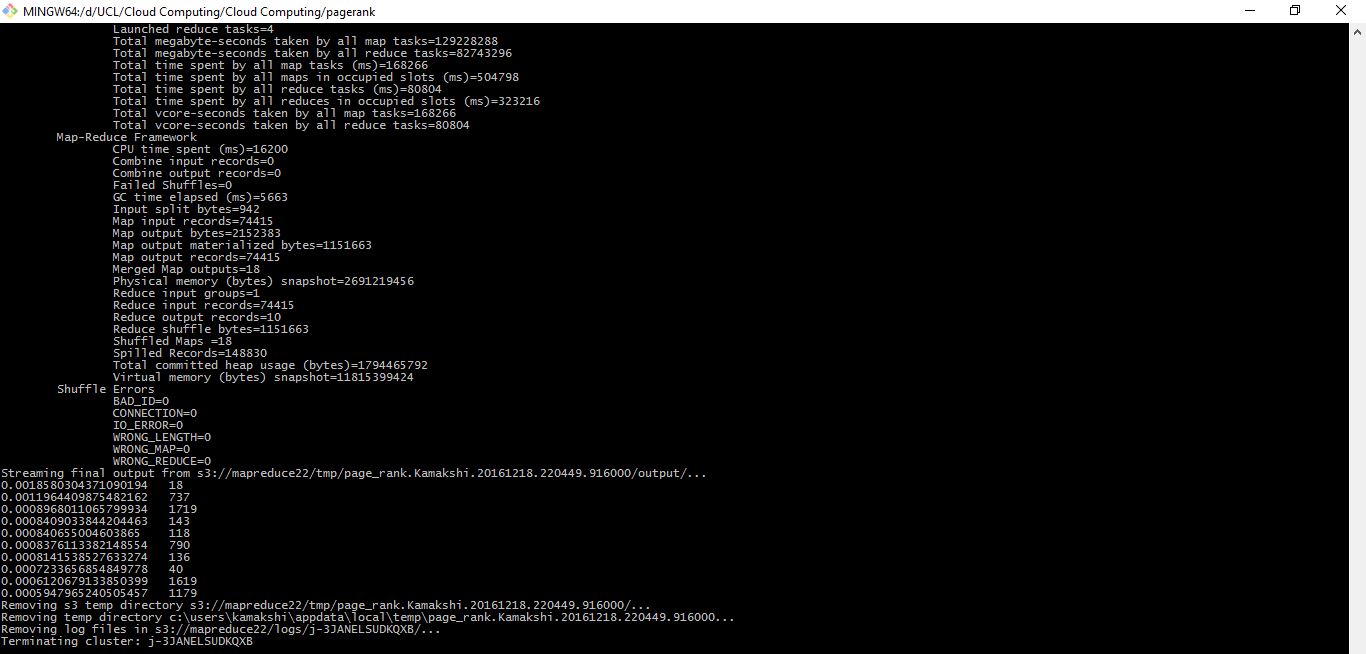 MINGW64:/d/UCL/Cloud Computing/Cloud Computing/pagerank
Launched reduce tasks=4
Total megabyte-seconds taken by all map tasks=129228288
Total megabyte-seconds taken by all reduce tasks=82743296
Total time spent by all map tasks (ms)=168266
Total time spent by all maps in occupied slots (ms)=504798
Total time spent by all reduce tasks (ms)=80804
Total time spent by all reduces in occupied slots (ms)=323216
Total vcore-seconds taken by all map tasks=168266
Total vcore-seconds taken by all reduce tasks=80804
Map-Reduce Framework
CPU time spent (ms)=16200
Combine input records=0
Combine output records=0
Failed Shuffles=0
GC time elapsed (ms)=5663
Input split bytes=942
Map input records=74415
Map output bytes=2152383
Map output materialized bytes=1151663
Map output records=74415
Merged Map outputs=18
Physical memory (bytes) snapshot=2691219456
Reduce input groups=1
Reduce input records=74415
Reduce output records=10
Reduce shuffle bytes=1151663
Shuffled Maps =18
Spilled Records=148830
Total committed heap usage (bytes)=1794465792
Virtual memory (bytes) snapshot=11815399424
Shuffle Errors
BAD_ID=0
CONNECTION=0
IO_ERROR=0
WRONG_LENGTH=0
WRONG_MAP=0
WRONG_REDUCE=0
Streaming final output from s3://mapreduce22/tmp/page_rank.Kamakshi.20161218.220449.916000/output/...
0.0018580304371090194 18
0.0011964409875482162 737
0.0008968011065799934 1719
0.0008409033844204463 143
0.000840655004603865 118
0.0008376113382148554 790
0.0008141538527633274 136
0.0007233656854849778 40
0.0006120679133850399 1619
0.0005947965240505457 1179
Removing s3 temp directory s3://mapreduce22/tmp/page_rank.Kamakshi.20161218.220449.916000/...
Removing temp directory c:\users\kamakshi\appdata\local\temp\page_rank.Kamakshi.20161218.220449.916000...
Removing log files in s3://mapreduce22/logs/j-3JANELSUDKQXB/...
Terminating cluster: j-3JANELSUDKQXB